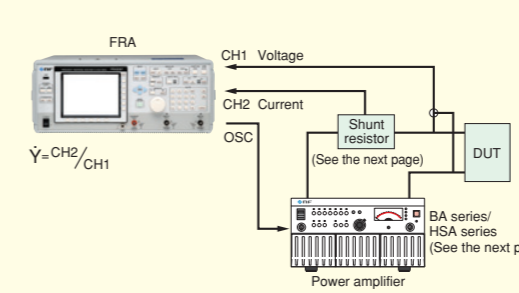 FRA
CH1 Voltage
CH2 Current
OSC
Ẏ=CH2/CH1
Shunt
resistor
(See the next page)
DUT
BA series/
HSA series
(See the next p
Power amplifier